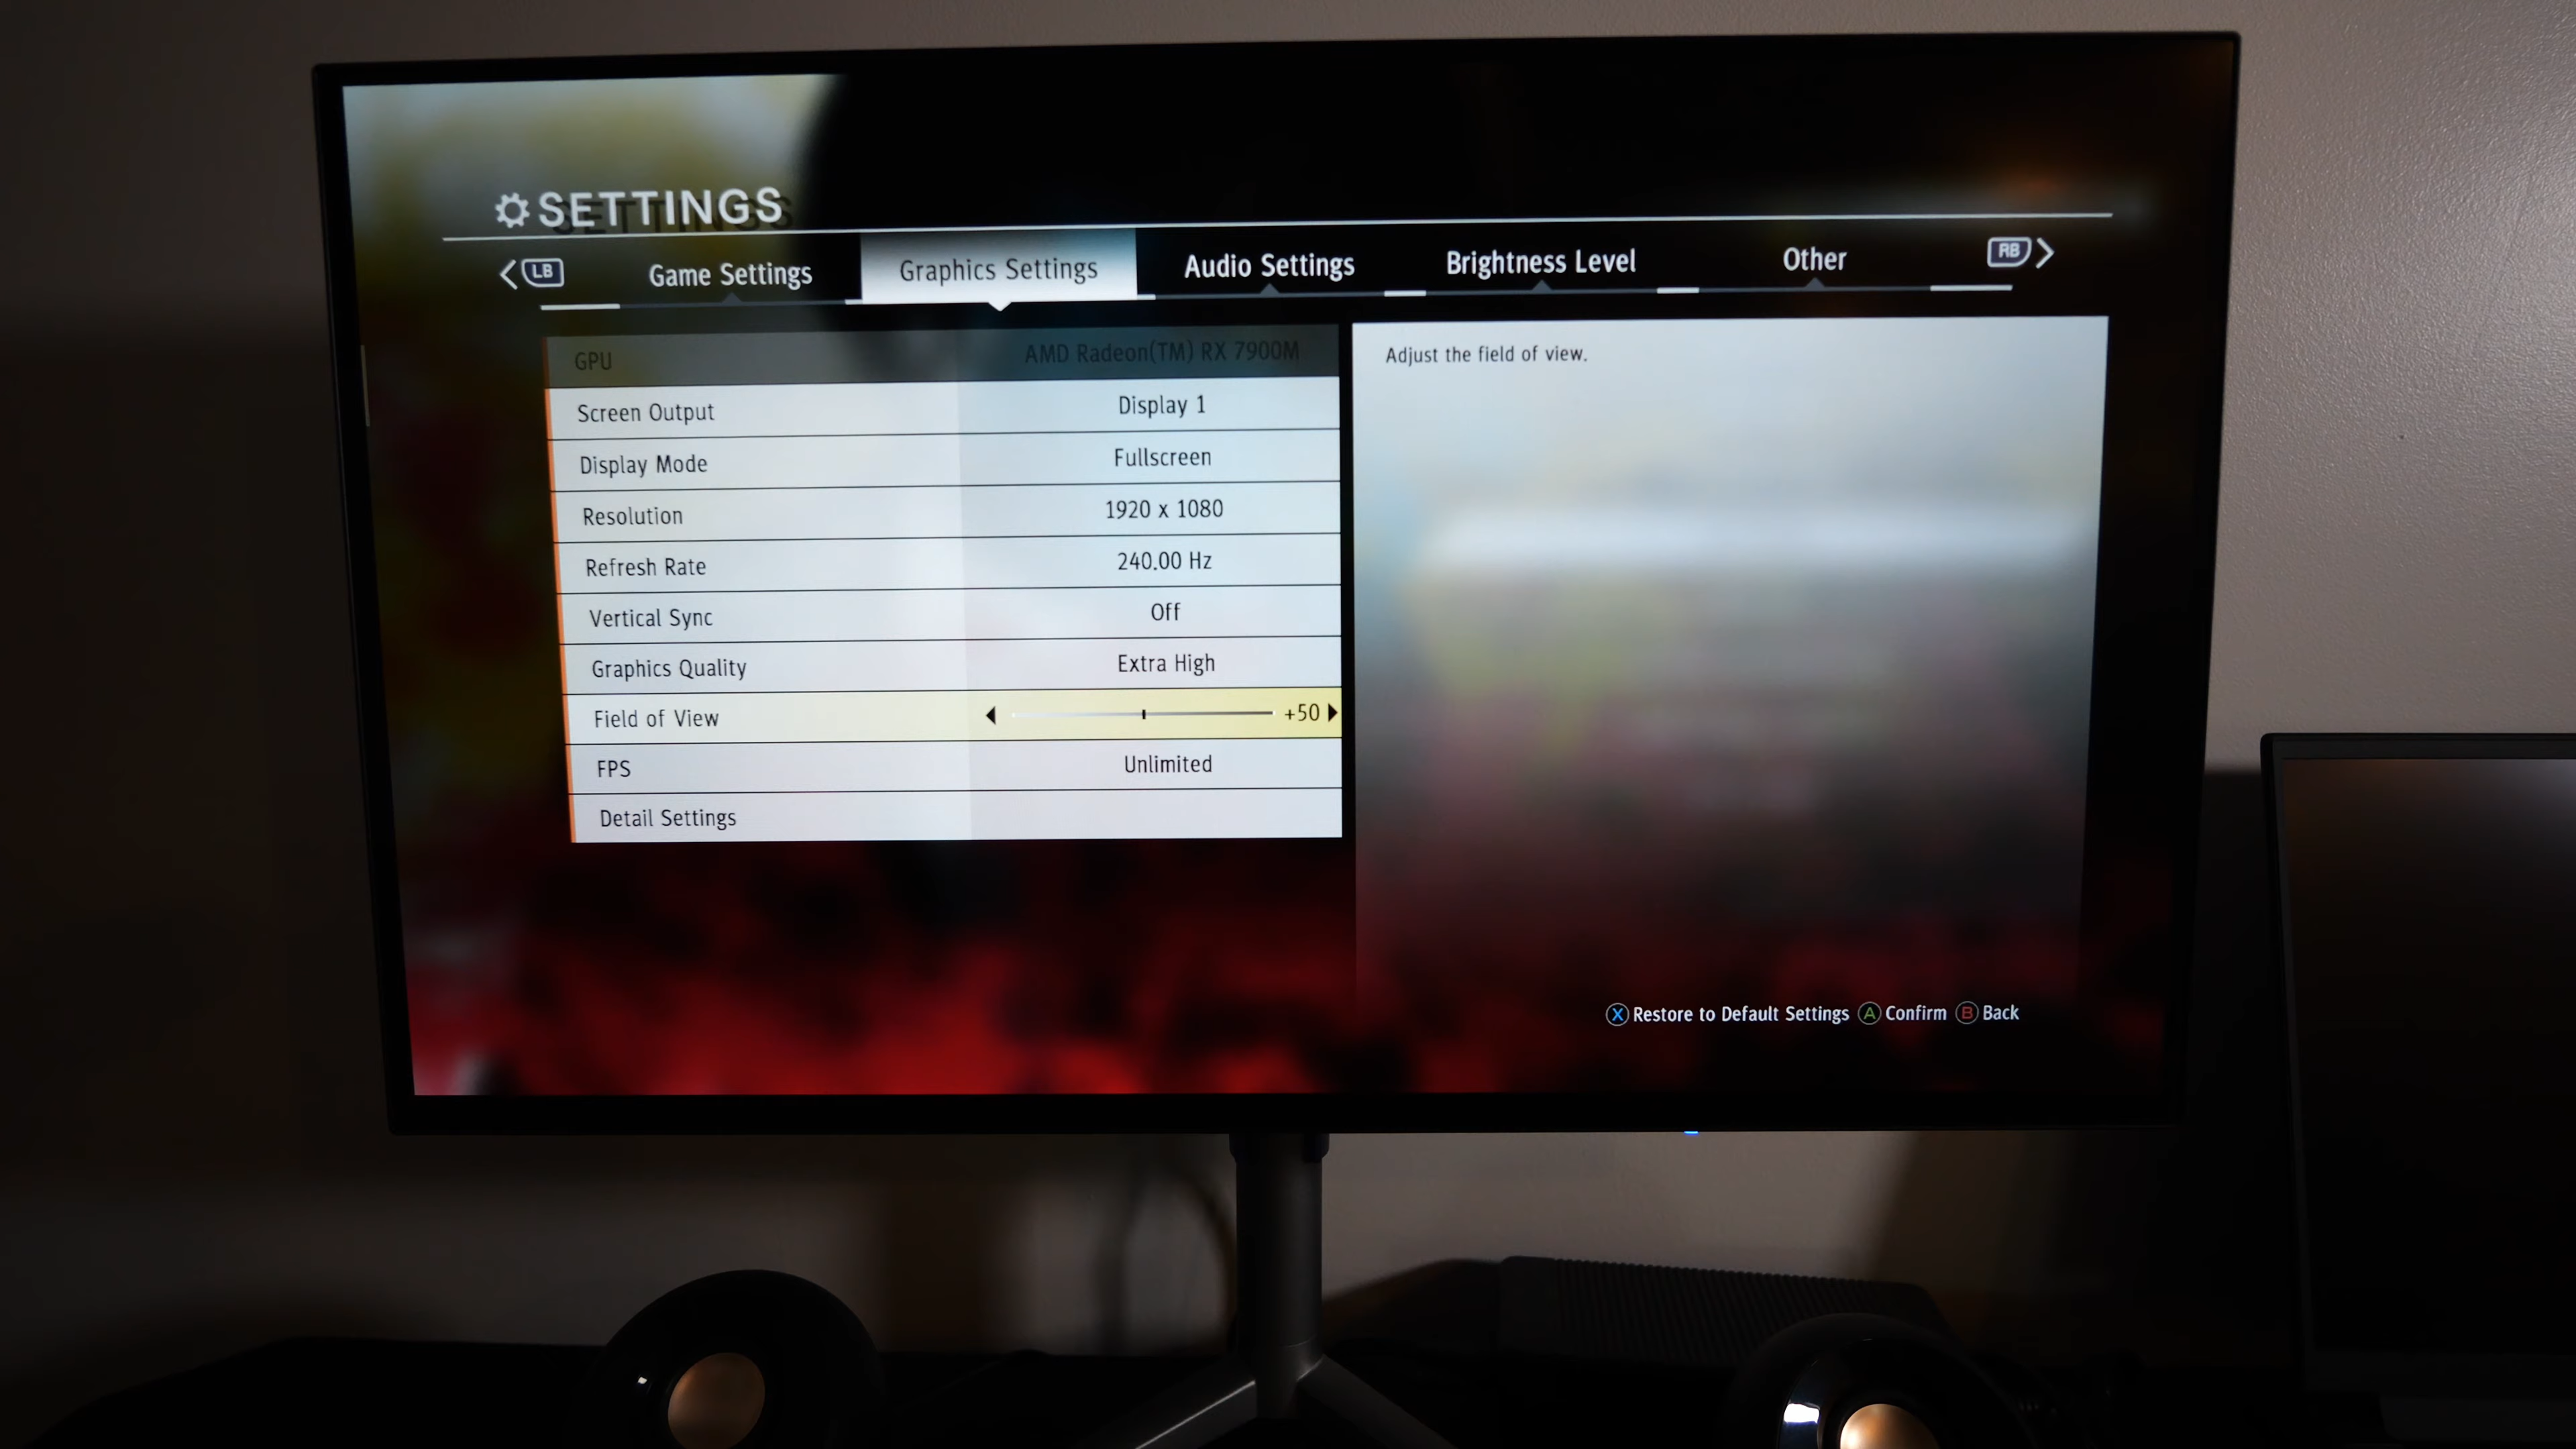 SETTINGS
LB Game Settings Graphics Settings Audio Settings Brightness Level Other RB
GPU AMD Radeon(TM) RX 7900M
Screen Output Display 1
Display Mode Fullscreen
Resolution 1920 x 1080
Refresh Rate 240.00 Hz
Vertical Sync Off
Graphics Quality Extra High
Field of View +50
FPS Unlimited
Detail Settings
Adjust the field of view.
X Restore to Default Settings A Confirm B Back